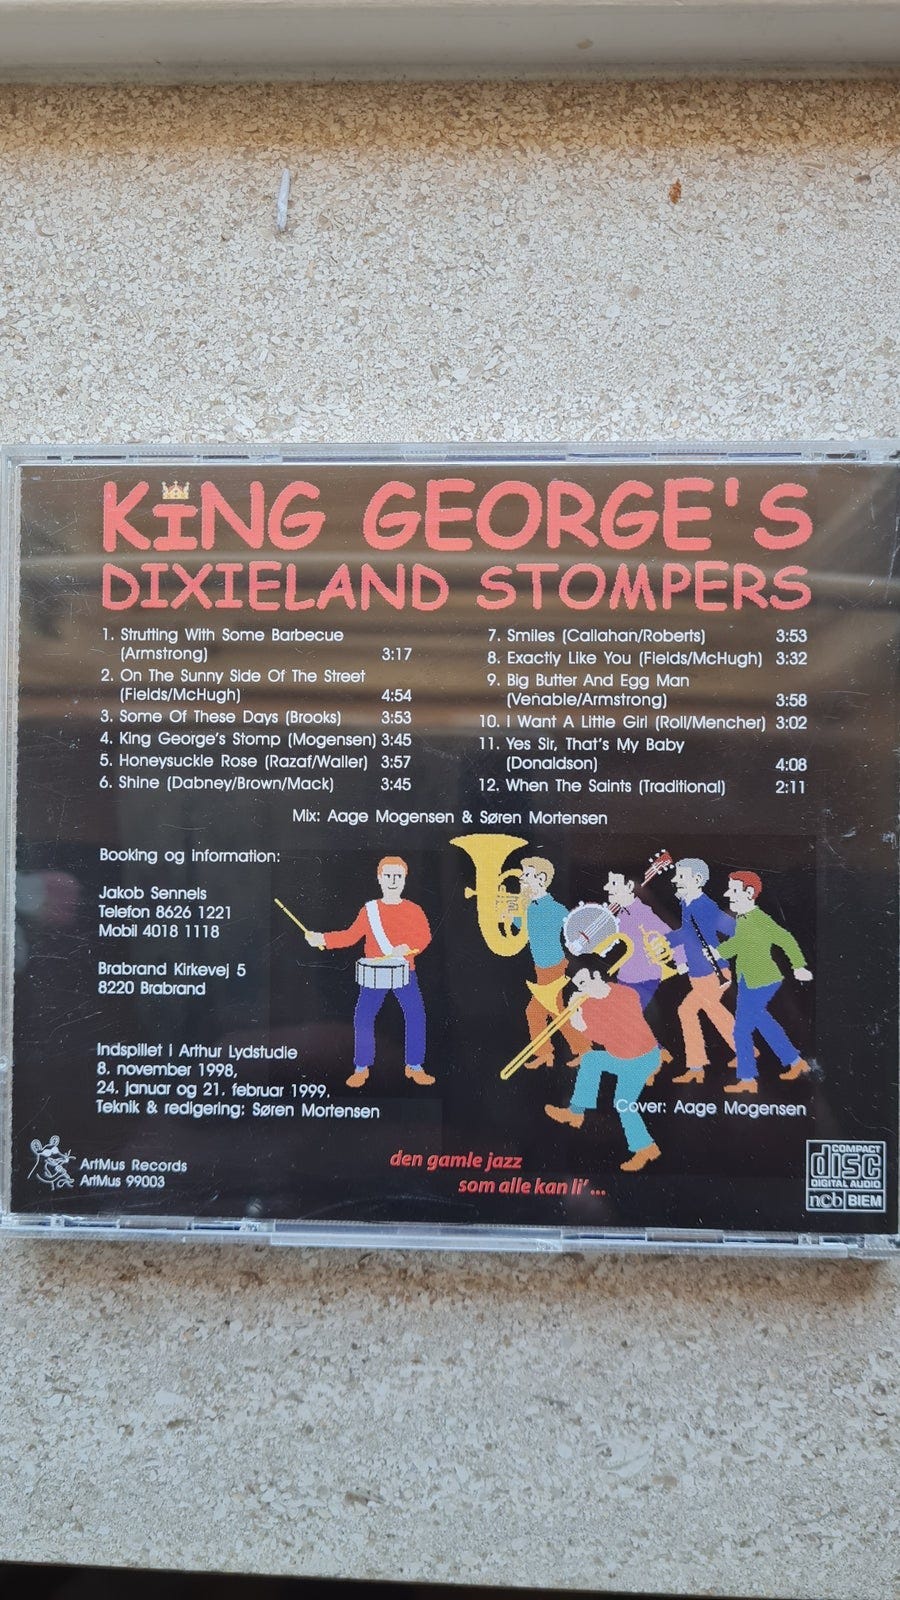 KING GEORGE'S
DIXIELAND STOMPERS
1. Strutting With Some Barbecue
(Armstrong) 3:17
2. On The Sunny Side Of The Street
(Fields/McHugh) 4:54
3. Some Of These Days (Brooks) 3:53
4. King George's Stomp (Mogensen) 3:45
5. Honeysuckle Rose (Razaf/Waller) 3:57
6. Shine (Dabney/Brown/Mack) 3:45
7. Smiles (Callahan/Roberts) 3:53
8. Exactly Like You (Fields/McHugh) 3:32
9. Big Butter And Egg Man
(Venable/Armstrong) 3:58
10. I Want A Little Girl (Roll/Mencher) 3:02
11. Yes Sir, That's My Baby
(Donaldson) 4:08
12. When The Saints (Traditional) 2:11
Mix: Aage Mogensen & Søren Mortensen
Booking og information:
Jakob Sennels
Telefon 8626 1221
Mobil 4018 1118
Brabrand Kirkevej 5
8220 Brabrand
Indspillet i Arthur Lydstudie
8. november 1998,
24. januar og 21. februar 1999.
Teknik & redigering: Søren Mortensen
Cover: Aage Mogensen
ArtMus Records
ArtMus 99003
den gamle jazz
som alle kan li' ...
COMPACT
disc
DIGITAL AUDIO
ncb BIEM